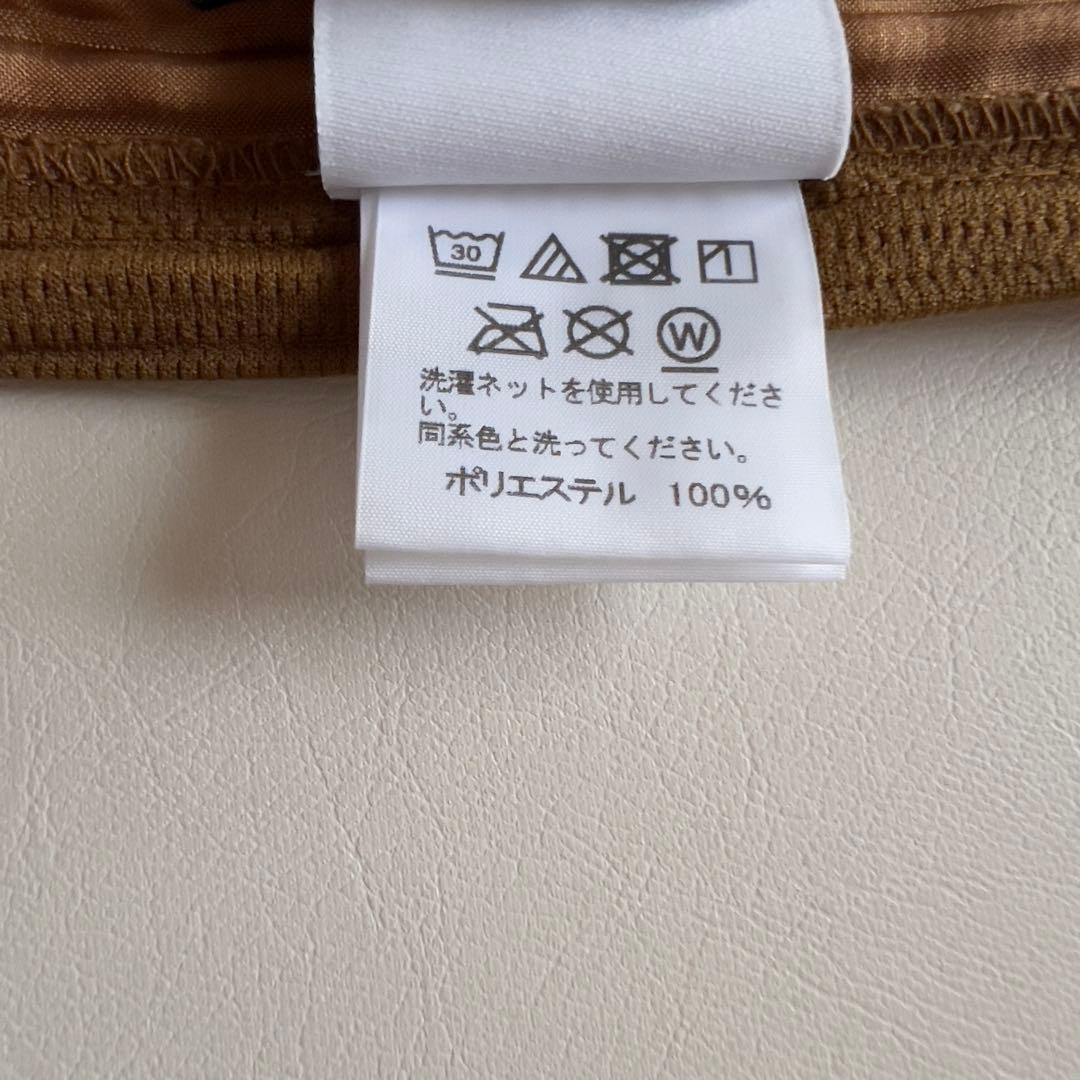 30
W
洗濯ネットを使用してくださ
い。
同系色と洗ってください。
ポリエステル 100%